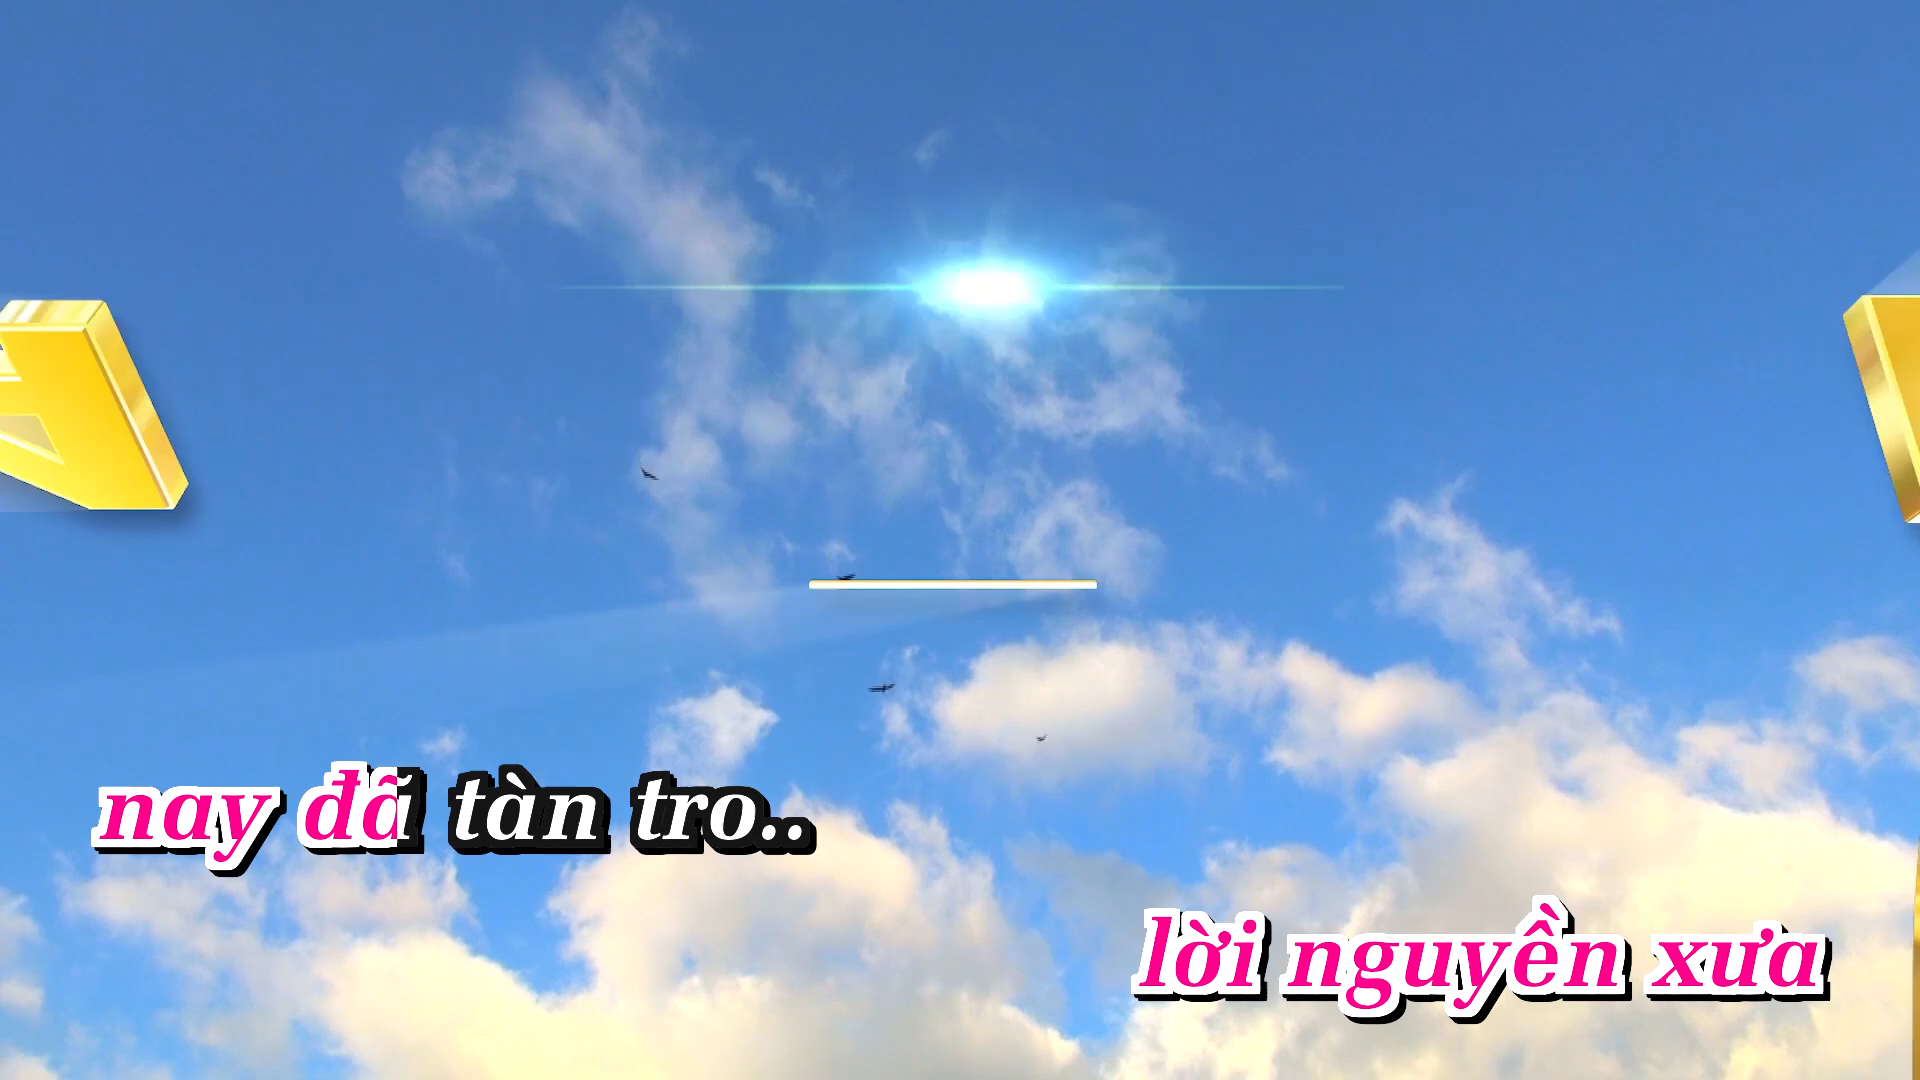 nay đã tàn tro..
lời nguyền xưa